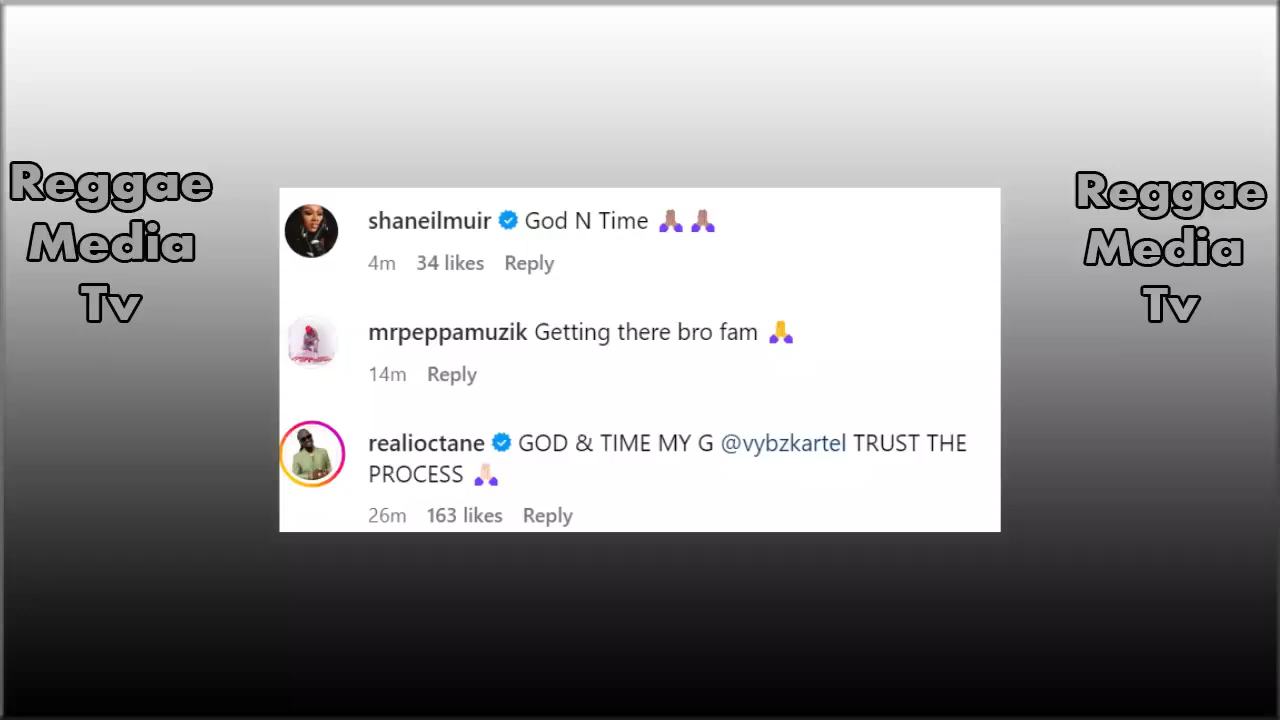 Reggae
Media
Tv
shaneilmuir God N Time 🙏🏽🙏🏽
4m 34 likes Reply
mrpeppamuzik Getting there bro fam 🙏
14m Reply
realioctane GOD & TIME MY G @vybzkartel TRUST THE
PROCESS 🙏🏻
26m 163 likes Reply
Reggae
Media
Tv